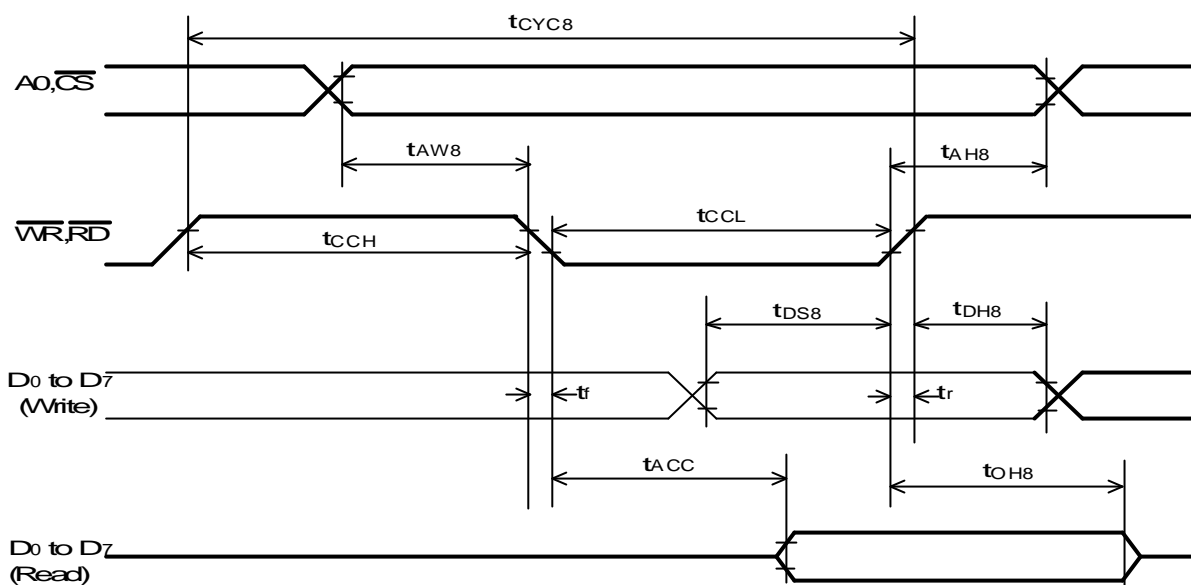 tCYC8
A0,CS
tAW8
tAH8
WR,RD
tCCL
tCCH
tDS8
tDH8
D0 to D7
(Write)
tf
tr
tACC
tOH8
D0 to D7
(Read)